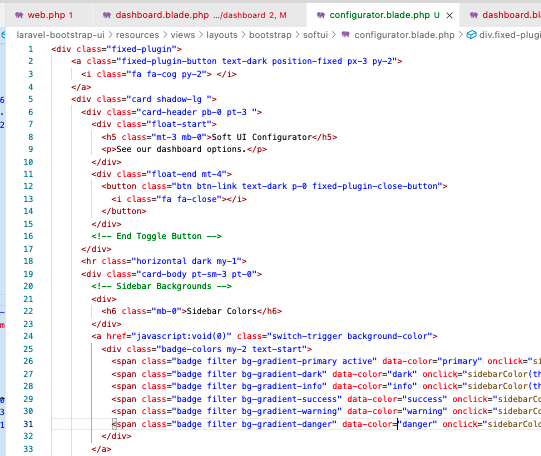 web.php 1
dashboard.blade.php .../dashboard 2, M
configurator.blade.php U
dashboard.bl
laravel-bootstrap-ui > resources > views > layouts > bootstrap > softui > configurator.blade.php > div.fixed-plugin
1 <div class="fixed-plugin">
2 <a class="fixed-plugin-button text-dark position-fixed px-3 py-2">
3 <i class="fa fa-cog py-2"> </i>
4 </a>
5 <div class="card shadow-lg ">
6 <div class="card-header pb-0 pt-3 ">
7 <div class="float-start">
8 <h5 class="mt-3 mb-0">Soft UI Configurator</h5>
9 <p>See our dashboard options.</p>
10 </div>
11 <div class="float-end mt-4">
12 <button class="btn btn-link text-dark p-0 fixed-plugin-close-button">
13 <i class="fa fa-close"></i>
14 </button>
15 </div>
16 <!-- End Toggle Button -->
17 </div>
18 <hr class="horizontal dark my-1">
19 <div class="card-body pt-sm-3 pt-0">
20 <!-- Sidebar Backgrounds -->
21 <div>
22 <h6 class="mb-0">Sidebar Colors</h6>
23 </div>
24 <a href="javascript:void(0)" class="switch-trigger background-color">
25 <div class="badge-colors my-2 text-start">
26 <span class="badge filter bg-gradient-primary active" data-color="primary" onclick="si
27 <span class="badge filter bg-gradient-dark" data-color="dark" onclick="sidebarColor(th
28 <span class="badge filter bg-gradient-info" data-color="info" onclick="sidebarColor(th
29 <span class="badge filter bg-gradient-success" data-color="success" onclick="sidebarCo
30 <span class="badge filter bg-gradient-warning" data-color="warning" onclick="sidebarCo
31 <span class="badge filter bg-gradient-danger" data-color="danger" onclick="sidebarColo
32 </div>
33 </a>